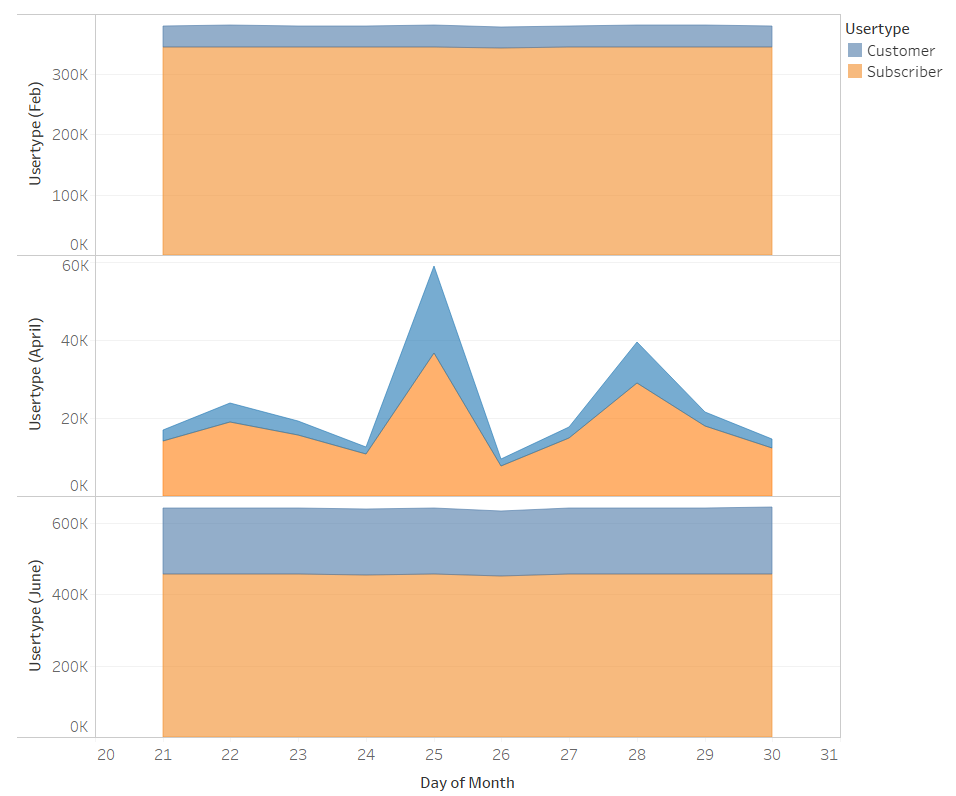 Usertype
Customer
Subscriber
Usertype (Feb)
300K
200K
100K
0K
Usertype (April)
60K
40K
20K
0K
Usertype (June)
600K
400K
200K
0K
20 21 22 23 24 25 26 27 28 29 30 31
Day of Month